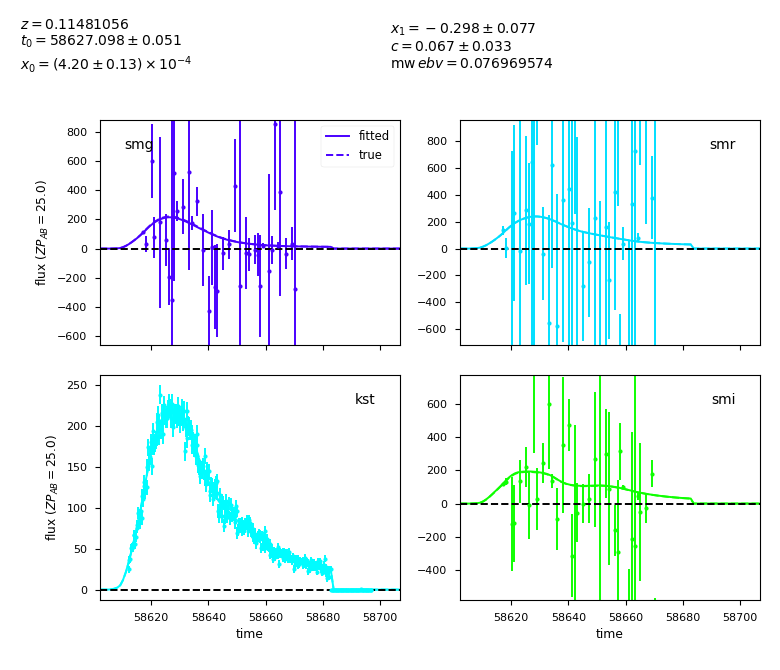 z = 0.11481056
t₀ = 58627.098 ± 0.051
x₀ = (4.20 ± 0.13) × 10⁻⁴
x₁ = −0.298 ± 0.077
c = 0.067 ± 0.033
mw ebv = 0.076969574
smg
fitted
true
800
600
400
200
0
−200
−400
−600
flux (ZP_AB = 25.0)
smr
800
600
400
200
0
−200
−400
−600
kst
250
200
150
100
50
0
flux (ZP_AB = 25.0)
58620 58640 58660 58680 58700
time
smi
600
400
200
0
−200
−400
58620 58640 58660 58680 58700
time